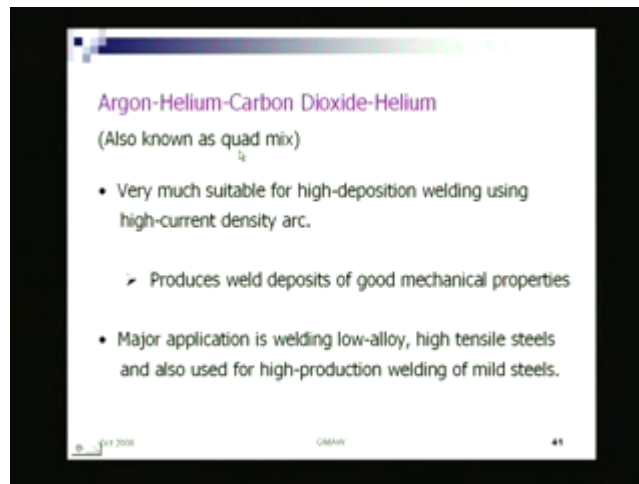 Argon-Helium-Carbon Dioxide-Helium
(Also known as quad mix)
• Very much suitable for high-deposition welding using
high-current density arc.
➢ Produces weld deposits of good mechanical properties
• Major application is welding low-alloy, high tensile steels
and also used for high-production welding of mild steels.
GMAW
41